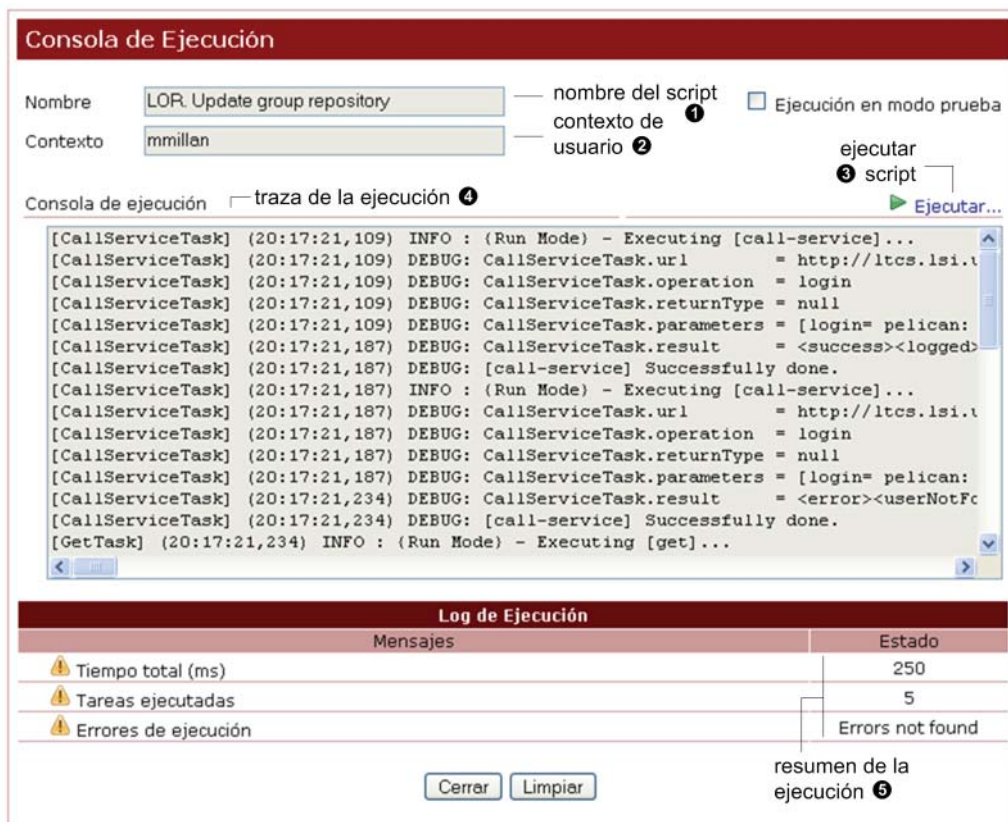 Consola de Ejecución
Nombre
LOR. Update group repository
nombre del script ❶
Ejecución en modo prueba
Contexto
mmillan
contexto de usuario ❷
ejecutar
❸ script
Consola de ejecución
traza de la ejecución ❹
Ejecutar...
[CallServiceTask] (20:17:21,109) INFO : {Run Mode} - Executing [call-service]...
[CallServiceTask] (20:17:21,109) DEBUG: CallServiceTask.url = http://ltcs.lsi.u
[CallServiceTask] (20:17:21,109) DEBUG: CallServiceTask.operation = login
[CallServiceTask] (20:17:21,109) DEBUG: CallServiceTask.returnType = null
[CallServiceTask] (20:17:21,109) DEBUG: CallServiceTask.parameters = [login= pelican:
[CallServiceTask] (20:17:21,187) DEBUG: CallServiceTask.result = <success><logged>
[CallServiceTask] (20:17:21,187) DEBUG: [call-service] Successfully done.
[CallServiceTask] (20:17:21,187) INFO : {Run Mode} - Executing [call-service]...
[CallServiceTask] (20:17:21,187) DEBUG: CallServiceTask.url = http://ltcs.lsi.u
[CallServiceTask] (20:17:21,187) DEBUG: CallServiceTask.operation = login
[CallServiceTask] (20:17:21,187) DEBUG: CallServiceTask.returnType = null
[CallServiceTask] (20:17:21,187) DEBUG: CallServiceTask.parameters = [login= pelican:
[CallServiceTask] (20:17:21,234) DEBUG: CallServiceTask.result = <error><userNotFo
[CallServiceTask] (20:17:21,234) DEBUG: [call-service] Successfully done.
[GetTask] (20:17:21,234) INFO : {Run Mode} - Executing [get]...
Log de Ejecución
Mensajes Estado
Tiempo total (ms) 250
Tareas ejecutadas 5
Errores de ejecución Errors not found
resumen de la
ejecución ❺
Cerrar Limpiar